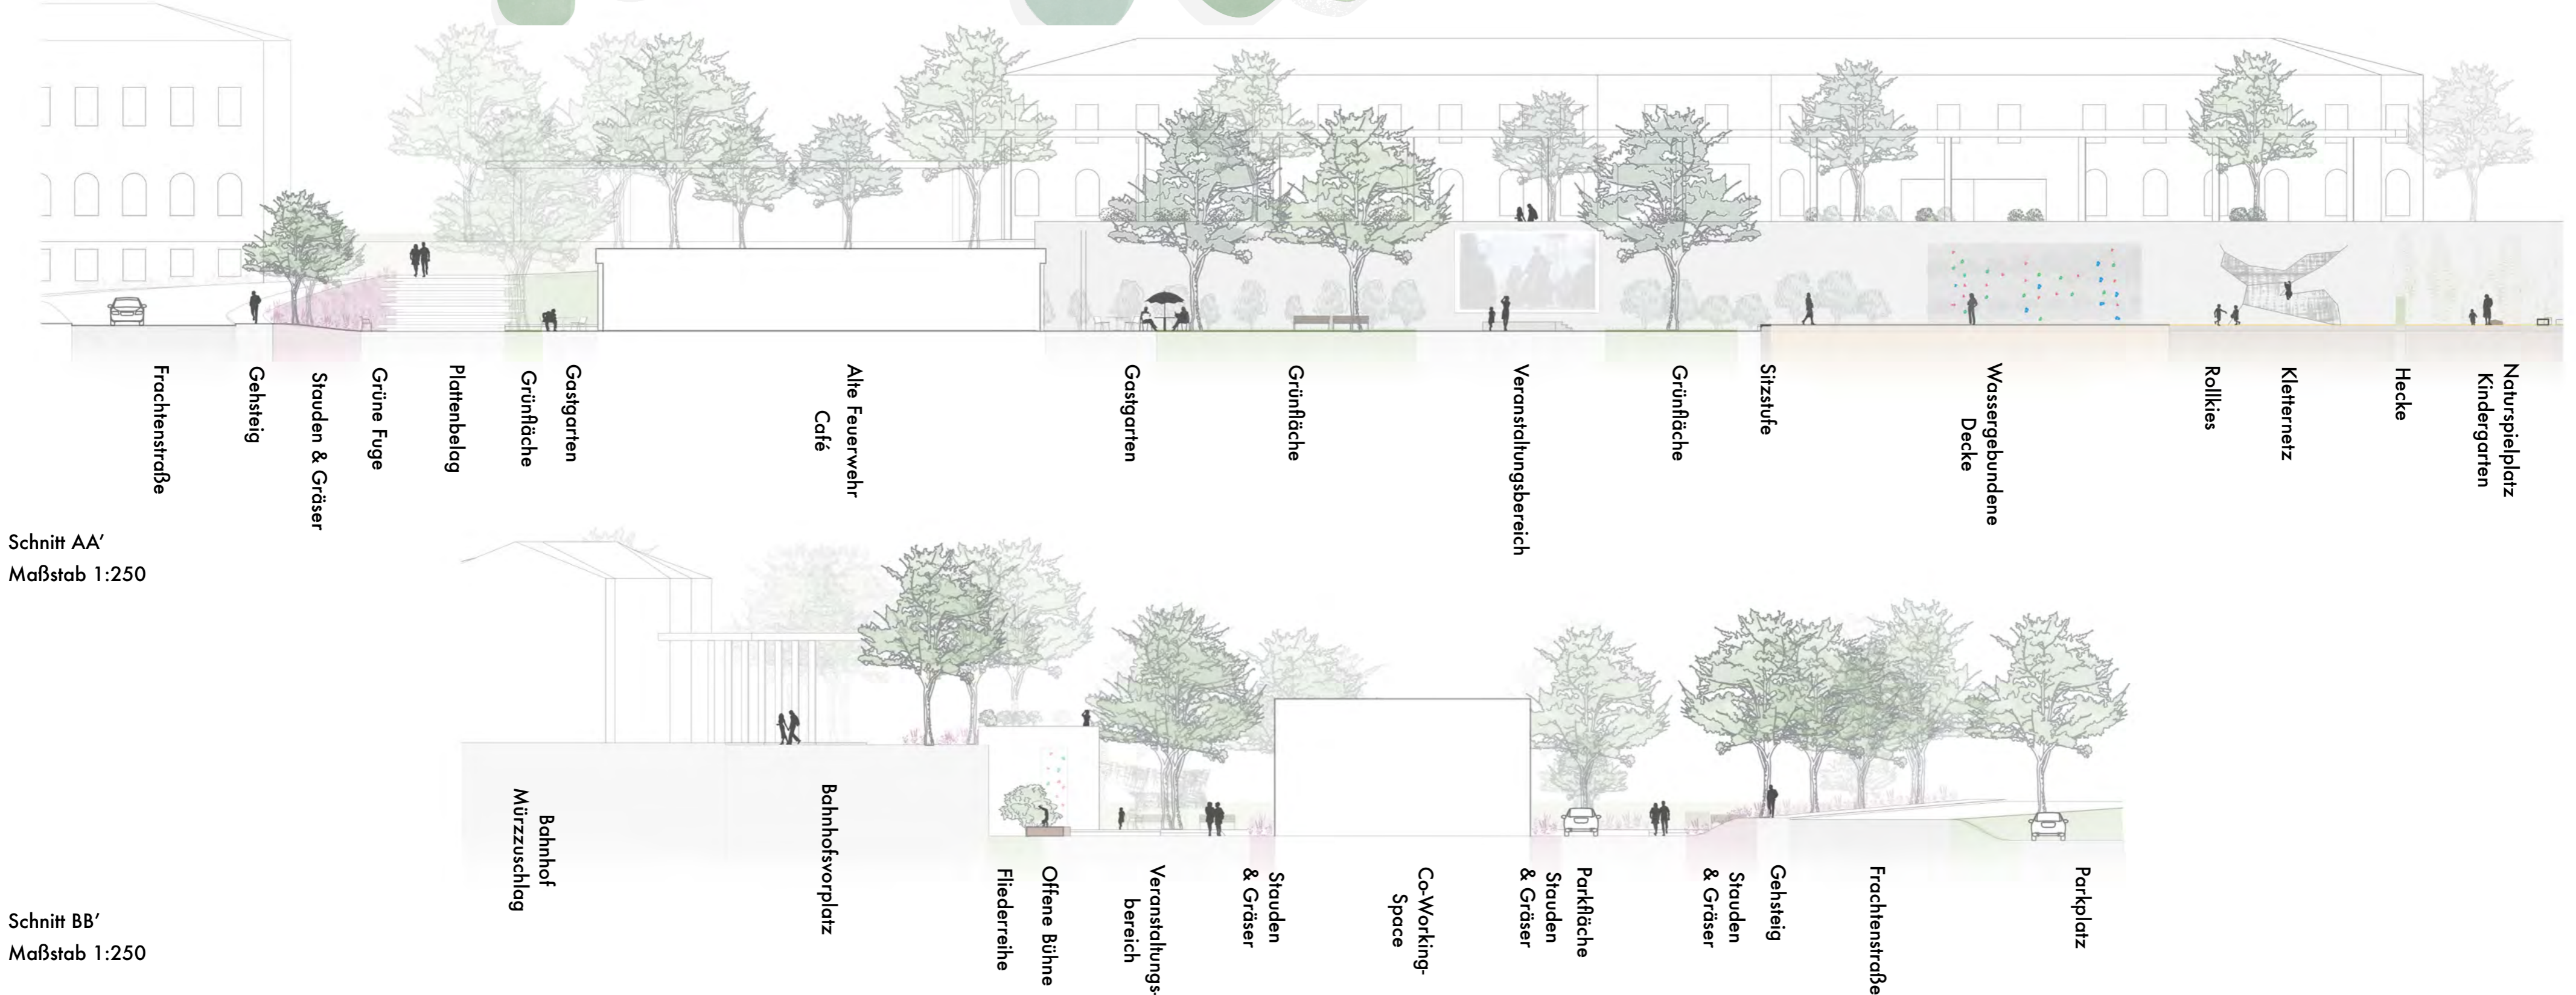 Frachtenstraße
Gehsteig
Stauden & Gräser
Grüne Fuge
Plattenbelag
Grünfläche
Gastgarten
Alte Feuerwehr
Café
Gastgarten
Grünfläche
Veranstaltungsbereich
Grünfläche
Sitzstufe
Wassergebundene
Decke
Rollkies
Kletternetz
Hecke
Naturspielplatz
Kindergarten
Schnitt AA’
Maßstab 1:250
Bahnhof
Mürzzuschlag
Bahnhofsvorplatz
Fliederreihe
Offene Bühne
Veranstaltungs-
bereich
Stauden
& Gräser
Co-Working-
Space
Stauden
& Gräser
Parkfläche
Stauden
& Gräser
Gehsteig
Frachtenstraße
Parkplatz
Schnitt BB’
Maßstab 1:250